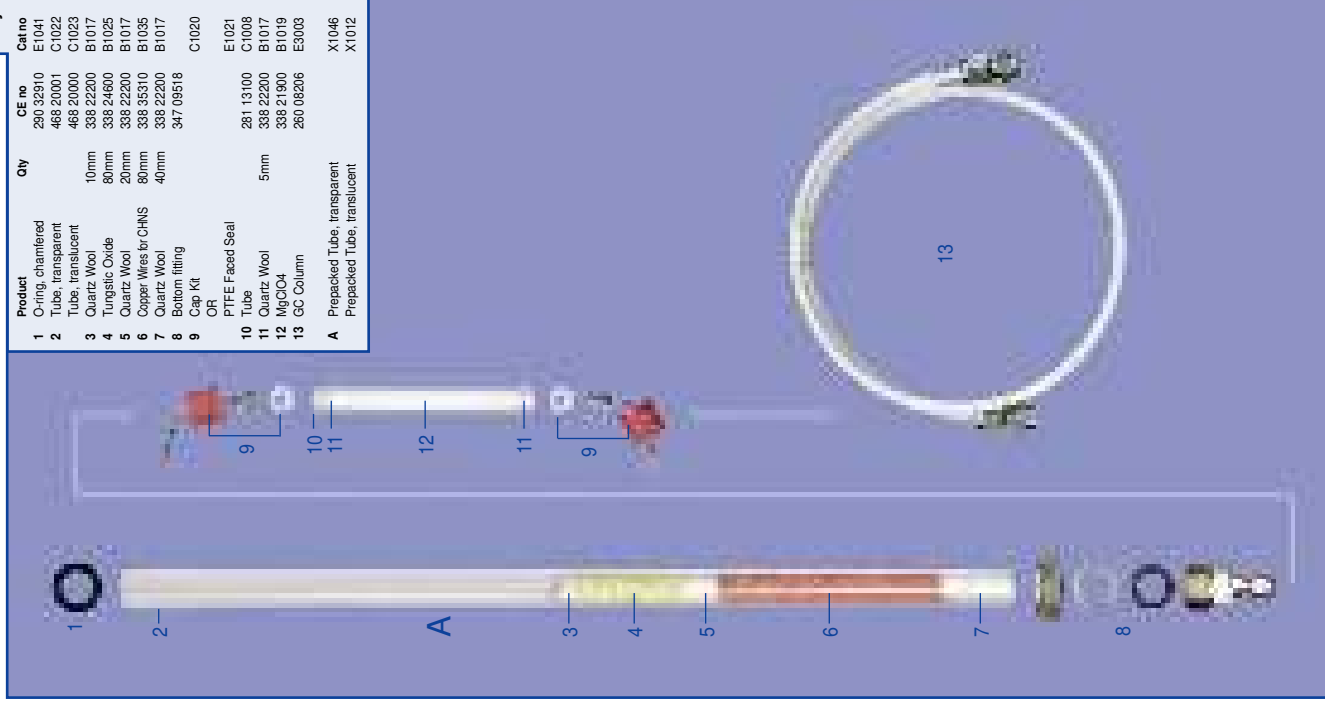 Product Qty CE no Cat no
1 O-ring, chamfered 290 32910 E1041
2 Tube, transparent 468 20001 C1022
Tube, translucent 468 20000 C1023
3 Quartz Wool 10mm 338 22200 B1017
4 Tungstic Oxide 80mm 338 24600 B1025
5 Quartz Wool 20mm 338 22200 B1017
6 Copper Wires for CHNS 80mm 338 35310 B1035
7 Quartz Wool 40mm 338 22200 B1017
8 Bottom fitting 347 09518
9 Cap Kit C1020
OR
PTFE Faced Seal E1021
10 Tube 281 13100 C1008
11 Quartz Wool 5mm 338 22200 B1017
12 MgClO4 338 21900 B1019
13 GC Column 260 08206 E3003
A Prepacked Tube, transparent X1046
Prepacked Tube, translucent X1012
9
10
11
12
11
9
13
1
2
A
3
4
5
6
7
8